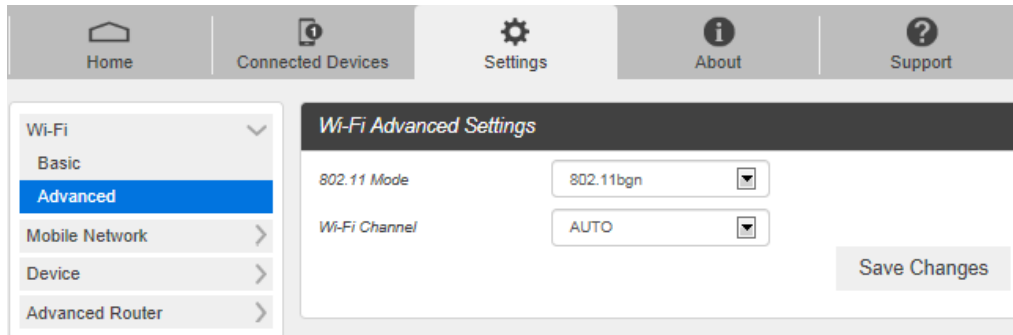 1
Home Connected Devices Settings About Support
Wi-Fi
Basic
Advanced
Mobile Network
Device
Advanced Router
Wi-Fi Advanced Settings
802.11 Mode 802.11bgn
Wi-Fi Channel AUTO
Save Changes